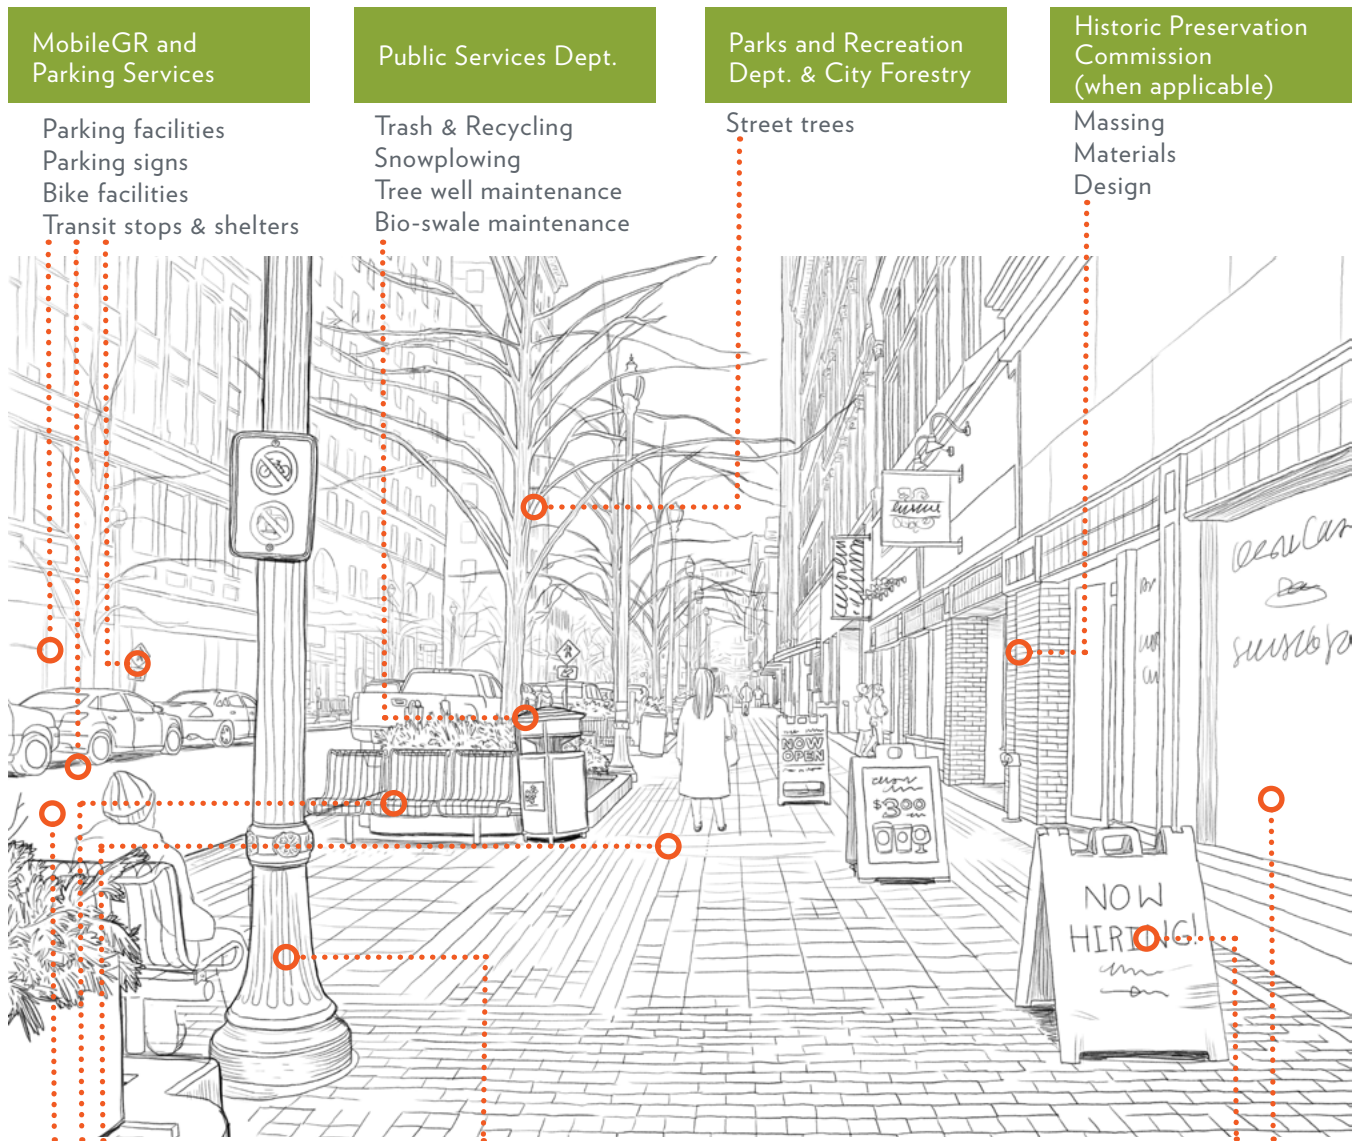 MobileGR and
Parking Services
Parking facilities
Parking signs
Bike facilities
Transit stops & shelters
Public Services Dept.
Trash & Recycling
Snowplowing
Tree well maintenance
Bio-swale maintenance
Parks and Recreation
Dept. & City Forestry
Street trees
Historic Preservation
Commission
(when applicable)
Massing
Materials
Design
NOW
OPEN
$3.00
NOW
HIRING!